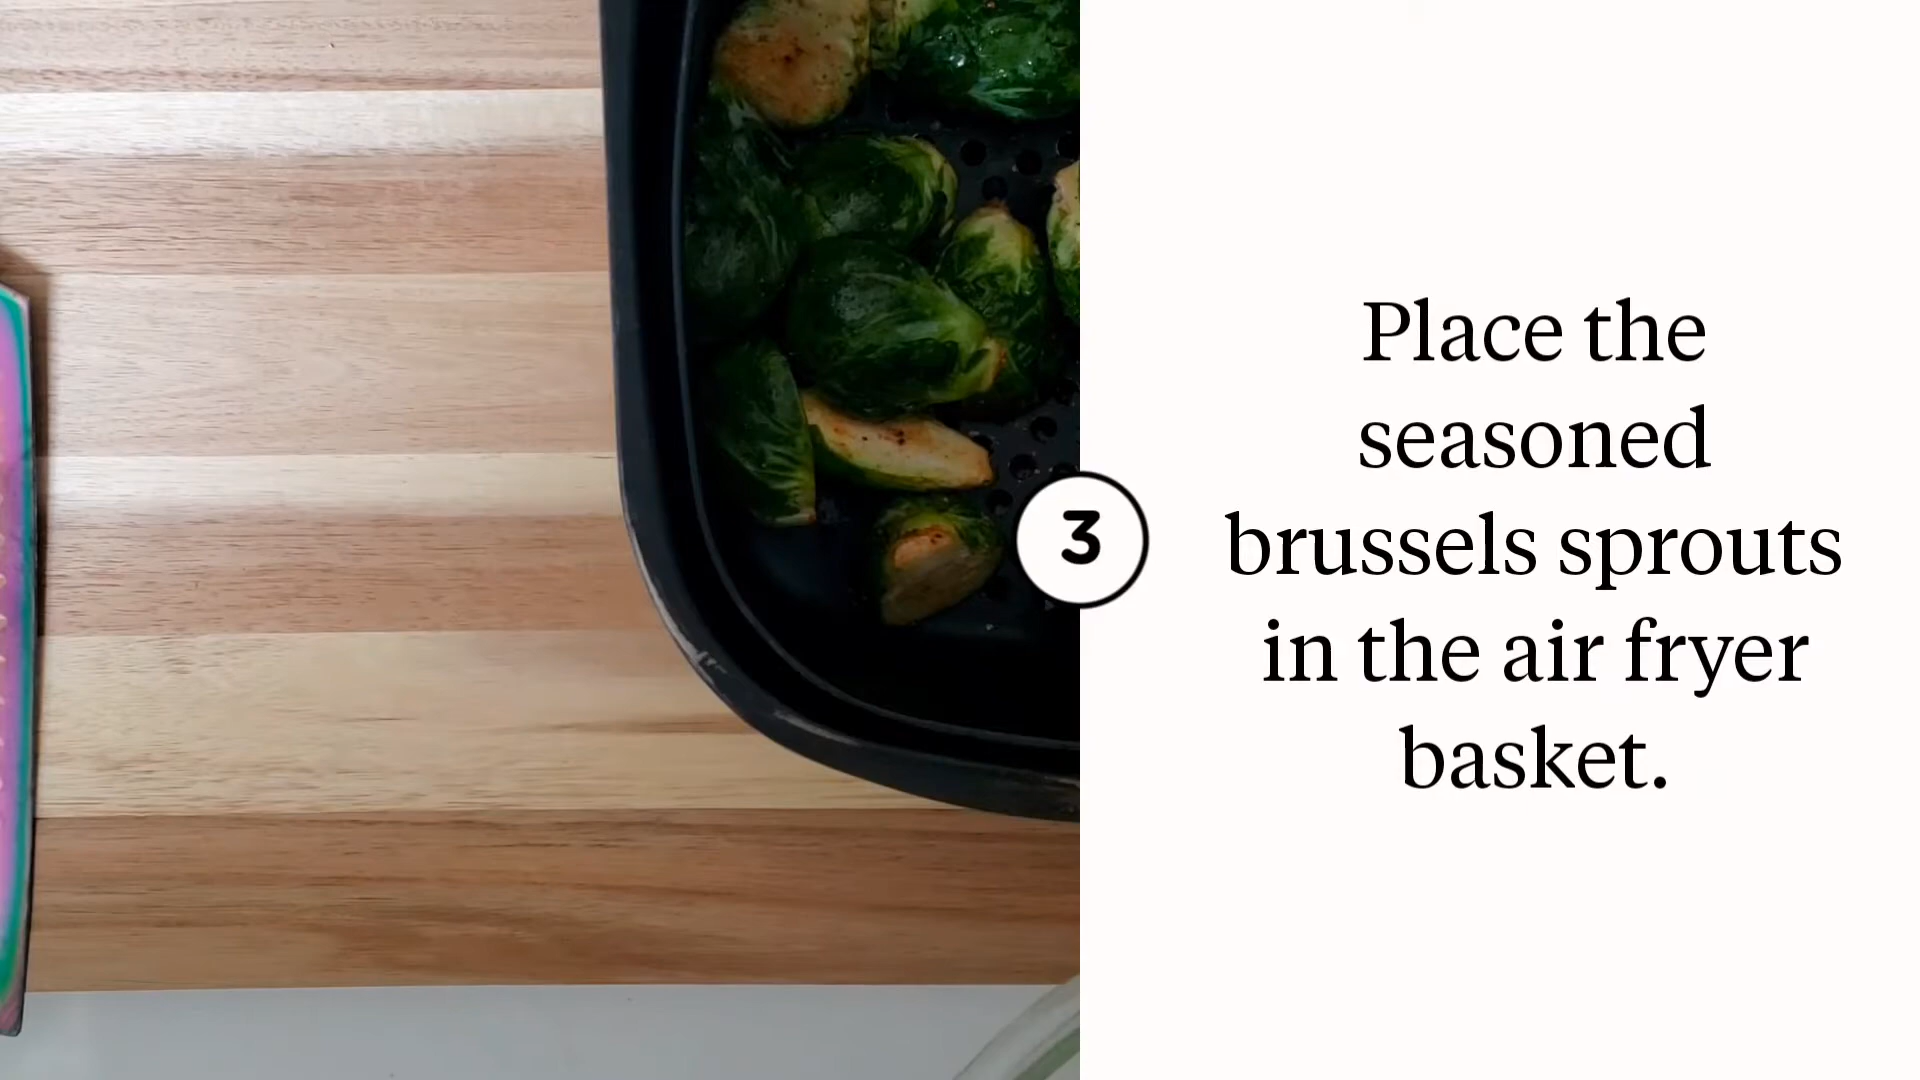 3
Place the
seasoned
brussels sprouts
in the air fryer
basket.